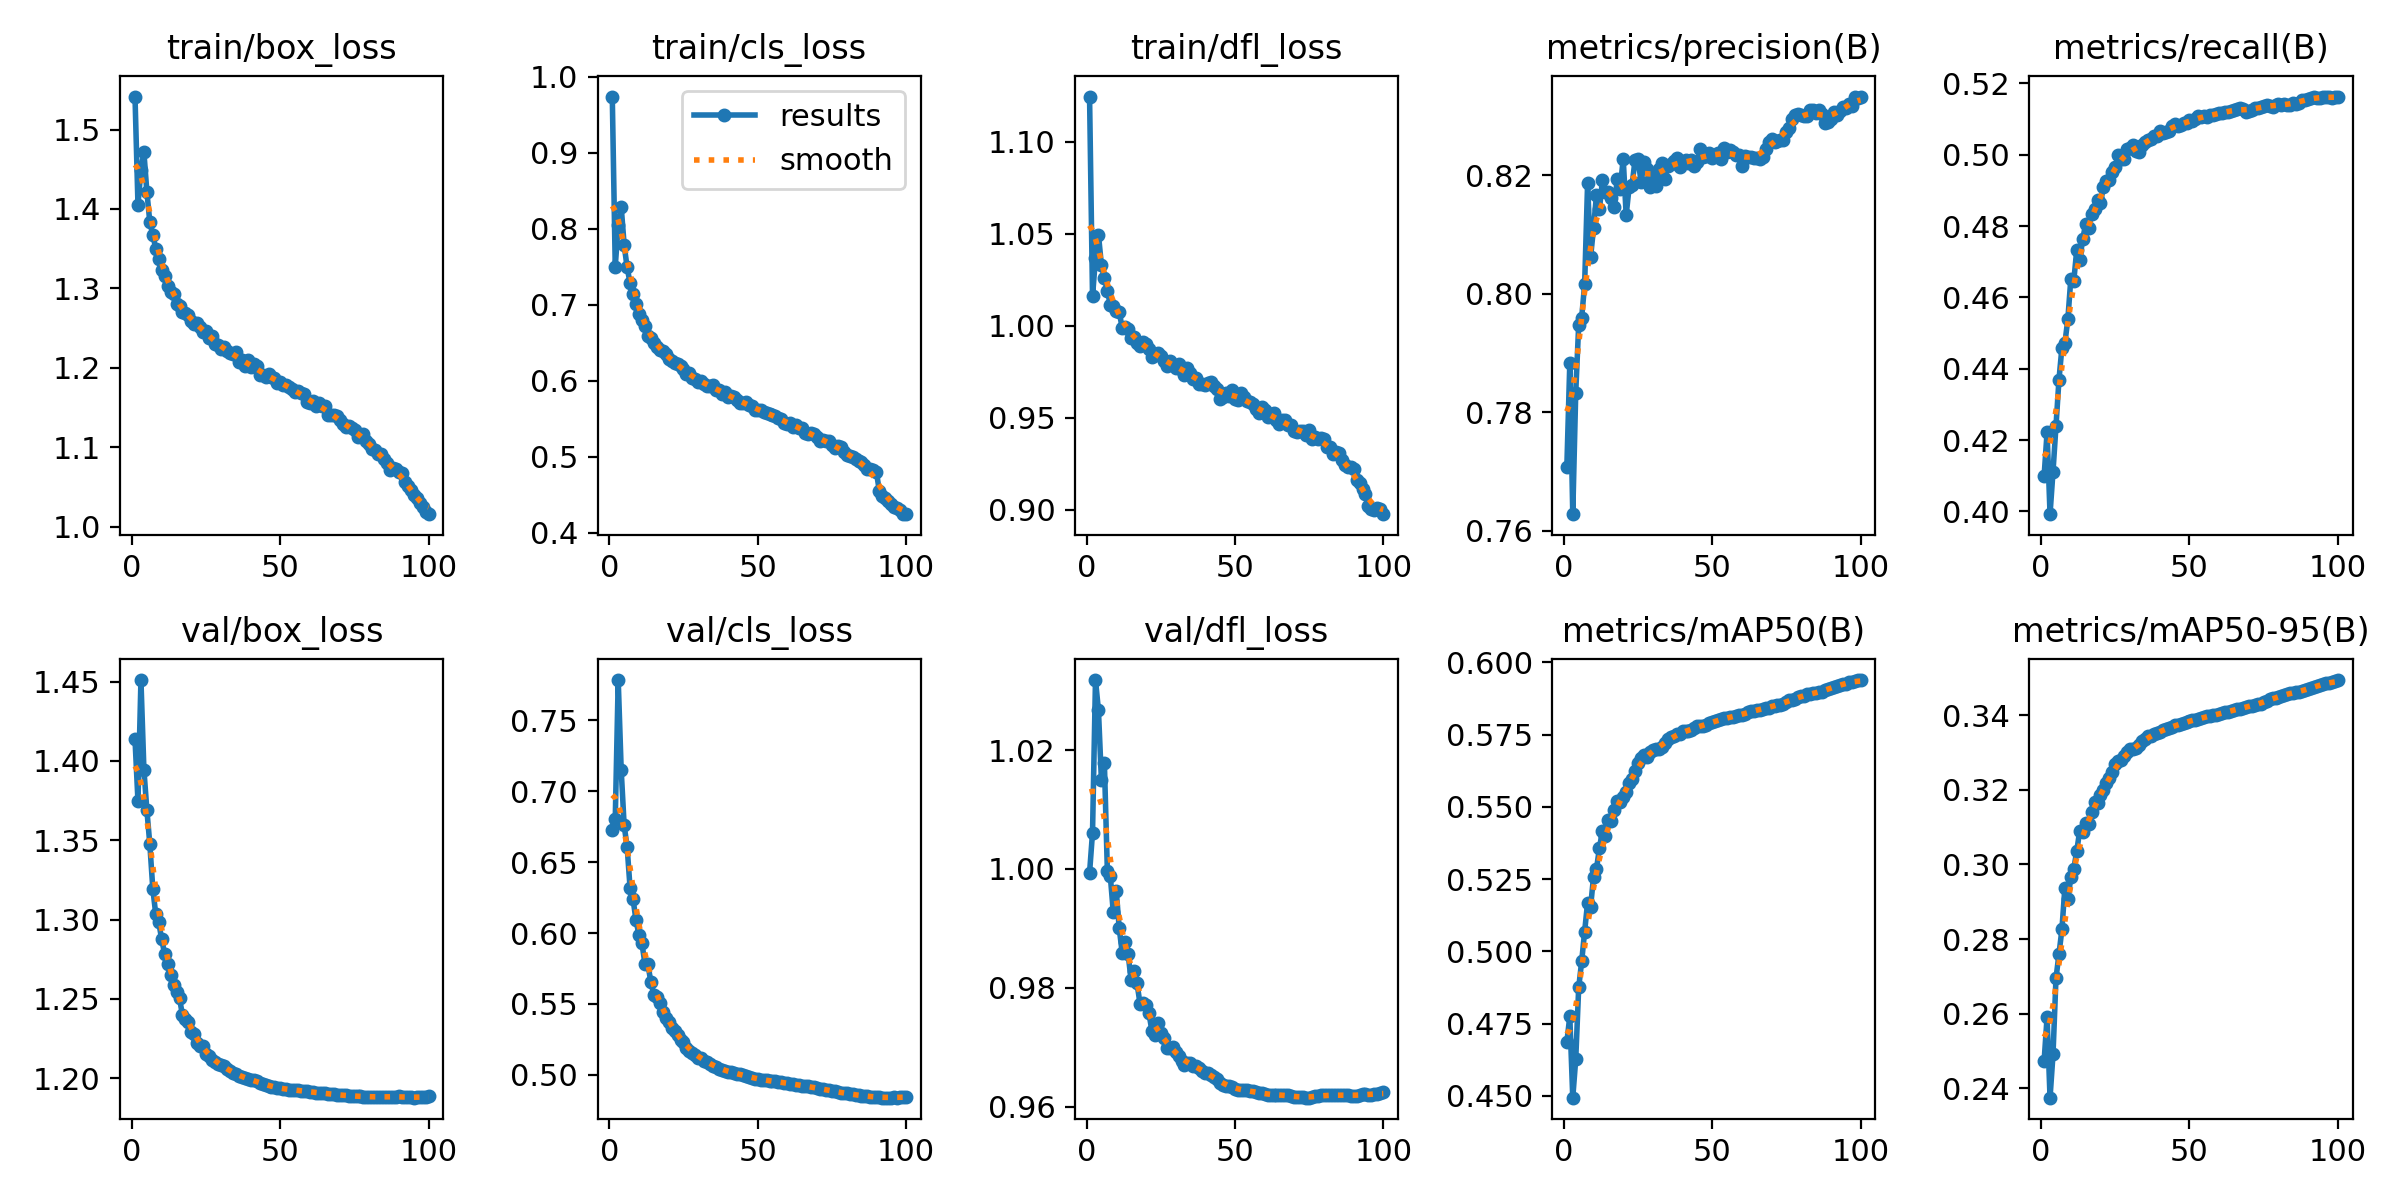 train/box_loss
1.5
1.4
1.3
1.2
1.1
1.0
0 50 100
train/cls_loss
results
smooth
1.0
0.9
0.8
0.7
0.6
0.5
0.4
0 50 100
train/dfl_loss
1.10
1.05
1.00
0.95
0.90
0 50 100
metrics/precision(B)
0.82
0.80
0.78
0.76
0 50 100
metrics/recall(B)
0.52
0.50
0.48
0.46
0.44
0.42
0.40
0 50 100
val/box_loss
1.45
1.40
1.35
1.30
1.25
1.20
0 50 100
val/cls_loss
0.75
0.70
0.65
0.60
0.55
0.50
0 50 100
val/dfl_loss
1.02
1.00
0.98
0.96
0 50 100
metrics/mAP50(B)
0.600
0.575
0.550
0.525
0.500
0.475
0.450
0 50 100
metrics/mAP50-95(B)
0.34
0.32
0.30
0.28
0.26
0.24
0 50 100